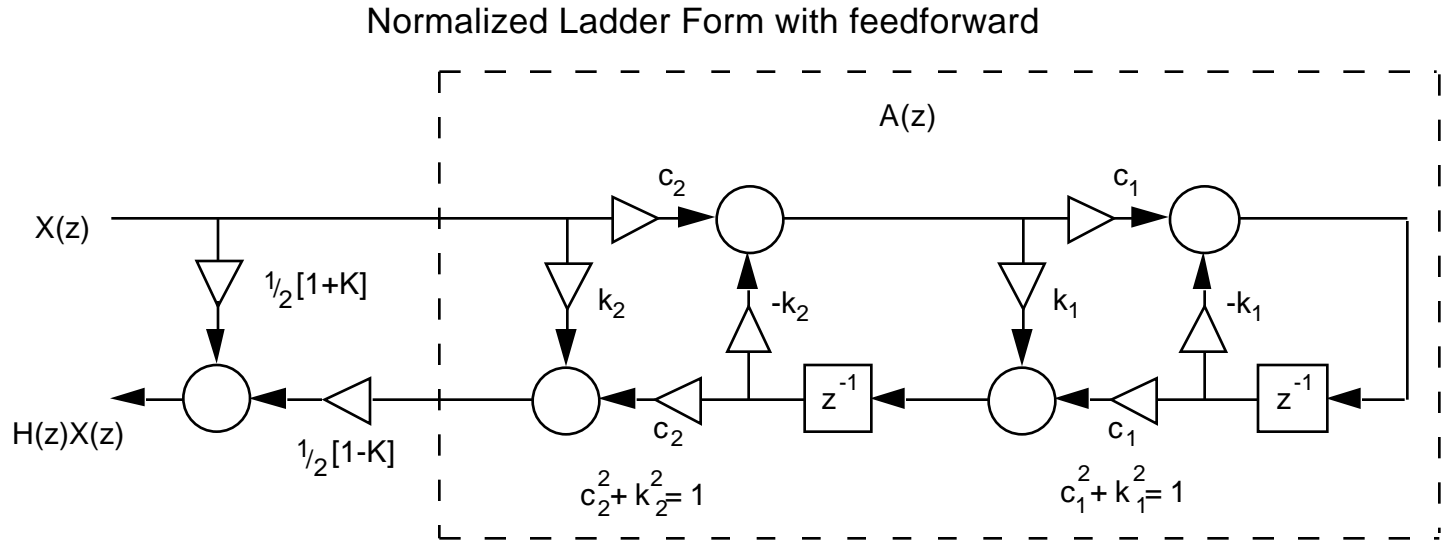 Normalized Ladder Form with feedforward
A(z)
c₂ c₁
X(z)
½[1+K] k₂ -k₂ k₁ -k₁
z⁻¹ z⁻¹
H(z)X(z) ½[1-K] c₂ c₁
c₂² + k₂² = 1 c₁² + k₁² = 1